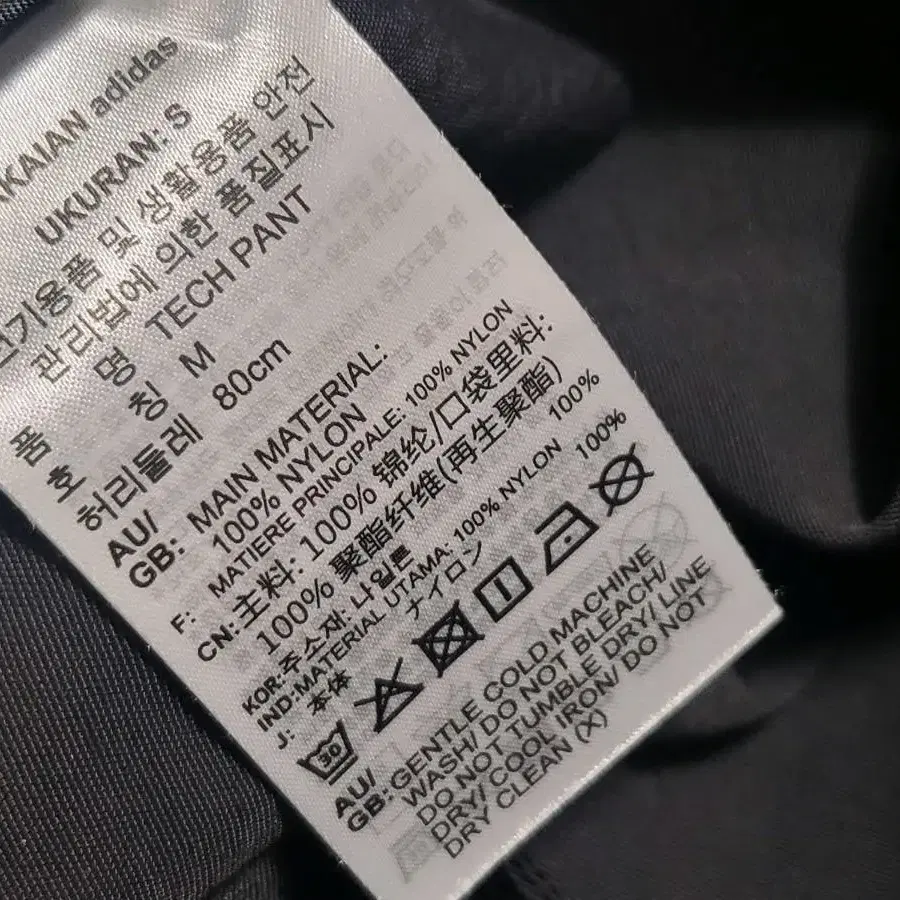 KAIAN adidas
UKURAN: S
전기용품 및 생활용품 안전
관리법에 의한 품질표시
품 명 TECH PANT
호 칭 M
허리둘레 80cm
AU/
GB: MAIN MATERIAL:
100% NYLON
F: MATIERE PRINCIPALE: 100% NYLON
CN: 主料: 100% 锦纶/口袋里料:
100% 聚酯纤维(再生聚酯)
KOR: 주소재: 나일론 100%
IND: MATERIAL UTAMA: 100% NYLON
J: 本体 ナイロン 100%
30
AU/
GB: GENTLE COLD MACHINE
WASH/ DO NOT BLEACH/
DO NOT TUMBLE DRY/ LINE
DRY/ COOL IRON/ DO NOT
DRY CLEAN (X)